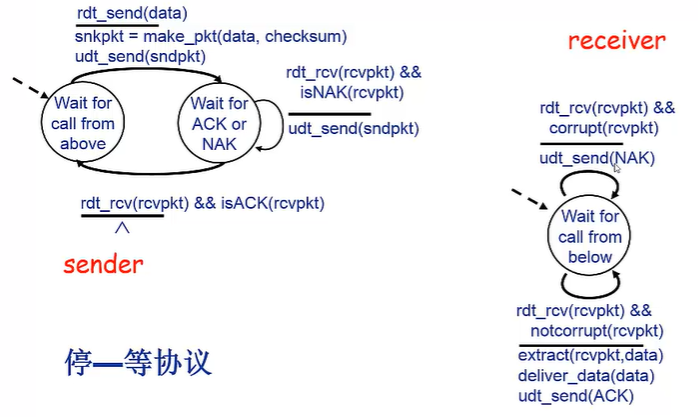 rdt_send(data)
snkpkt = make_pkt(data, checksum)
udt_send(sndpkt)
receiver
rdt_rcv(rcvpkt) &&
isNAK(rcvpkt)
udt_send(sndpkt)
Wait for
call from
above
Wait for
ACK or
NAK
rdt_rcv(rcvpkt) &&
corrupt(rcvpkt)
udt_send(NAK)
rdt_rcv(rcvpkt) && isACK(rcvpkt)
Λ
sender
Wait for
call from
below
rdt_rcv(rcvpkt) &&
notcorrupt(rcvpkt)
extract(rcvpkt,data)
deliver_data(data)
udt_send(ACK)
停—等协议